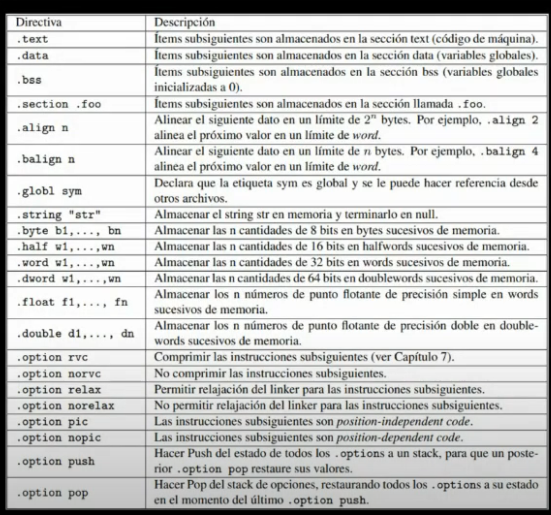 Directiva Descripción
.text Ítems subsiguientes son almacenados en la sección text (código de máquina).
.data Ítems subsiguientes son almacenados en la sección data (variables globales).
.bss Ítems subsiguientes son almacenados en la sección bss (variables globales
inicializadas a 0).
.section .foo Ítems subsiguientes son almacenados en la sección llamada .foo.
.align n Alinear el siguiente dato en un límite de 2ⁿ bytes. Por ejemplo, .align 2
alinea el próximo valor en un límite de word.
.balign n Alinear el siguiente dato en un límite de n bytes. Por ejemplo, .balign 4
alinea el próximo valor en un límite de word.
.globl sym Declara que la etiqueta sym es global y se le puede hacer referencia desde
otros archivos.
.string "str" Almacenar el string str en memoria y terminarlo en null.
.byte b1,..., bn Almacenar las n cantidades de 8 bits en bytes sucesivos de memoria.
.half w1,...,wn Almacenar las n cantidades de 16 bits en halfwords sucesivos de memoria.
.word w1,...,wn Almacenar las n cantidades de 32 bits en words sucesivos de memoria.
.dword w1,...,wn Almacenar las n cantidades de 64 bits en doublewords sucesivos de memoria.
.float f1,..., fn Almacenar los n números de punto flotante de precisión simple en words
sucesivos de memoria.
.double d1,..., dn Almacenar los n números de punto flotante de precisión doble en double-
words sucesivos de memoria.
.option rvc Comprimir las instrucciones subsiguientes (ver Capítulo 7).
.option norvc No comprimir las instrucciones subsiguientes.
.option relax Permitir relajación del linker para las instrucciones subsiguientes.
.option norelax No permitir relajación del linker para las instrucciones subsiguientes.
.option pic Las instrucciones subsiguientes son position-independent code.
.option nopic Las instrucciones subsiguientes son position-dependent code.
.option push Hacer Push del estado de todos los .options a un stack, para que un poste-
rior .option pop restaure sus valores.
.option pop Hacer Pop del stack de opciones, restaurando todos los .options a su estado
en el momento del último .option push.